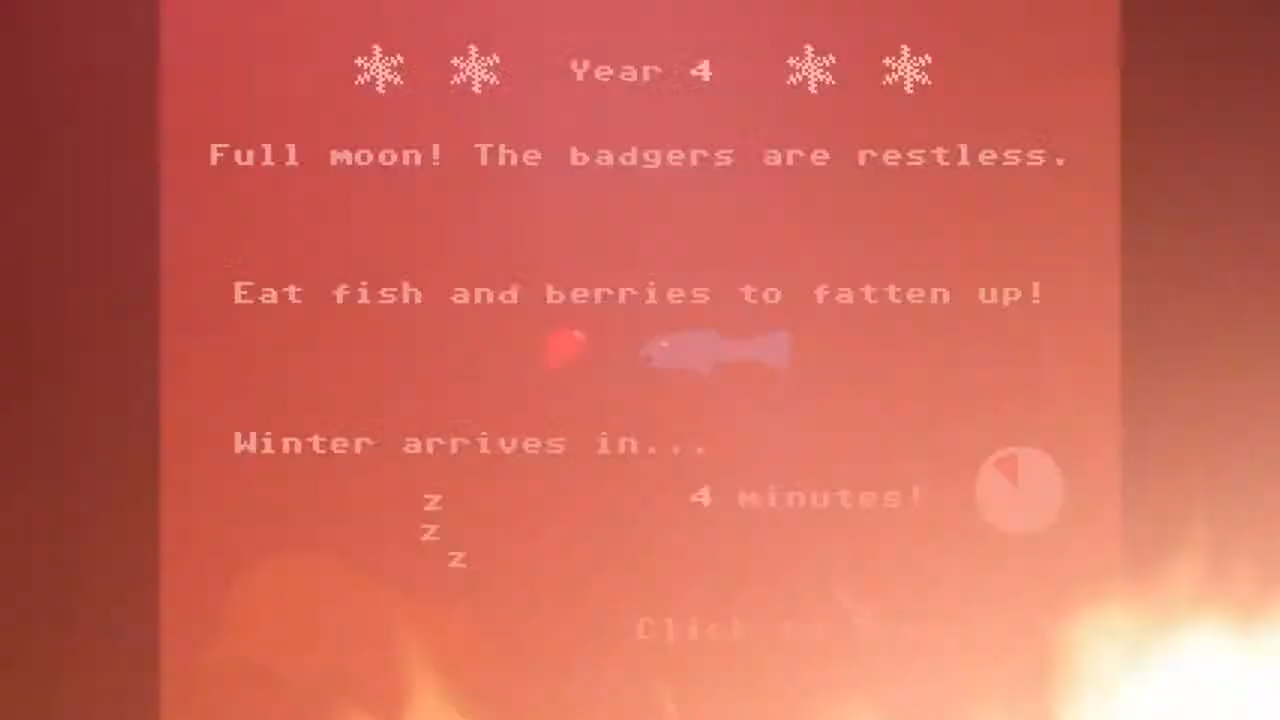 Year 4
Full moon! The badgers are restless.
Eat fish and berries to fatten up!
Winter arrives in...
z
4 minutes!
z
z
Click